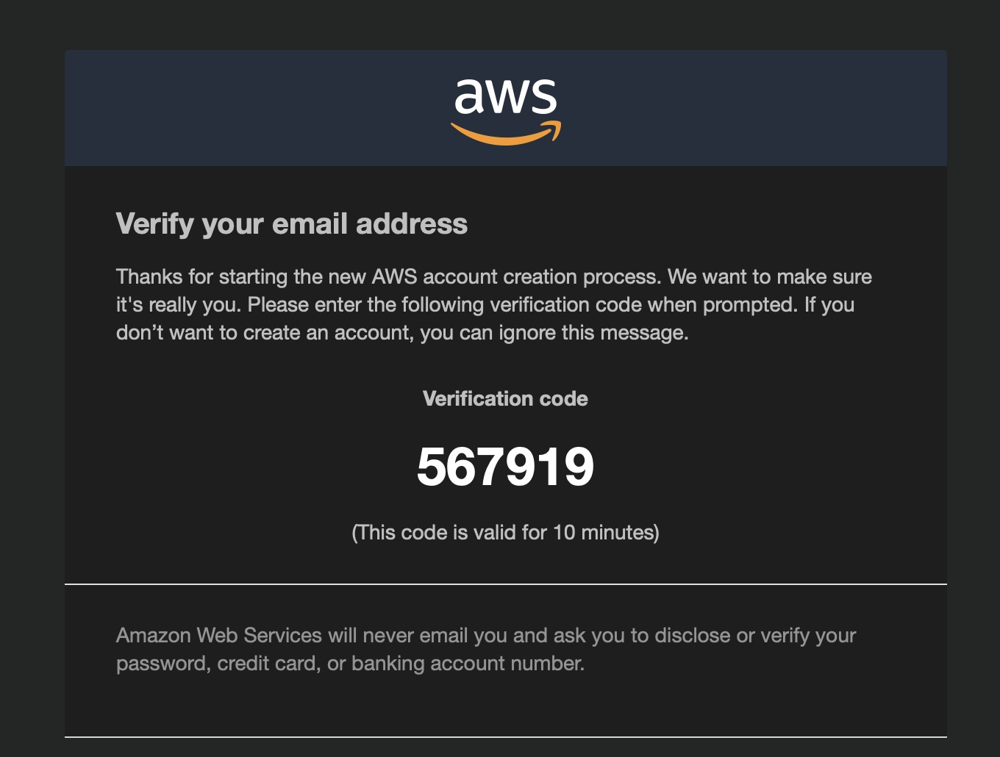 aws
Verify your email address
Thanks for starting the new AWS account creation process. We want to make sure
it's really you. Please enter the following verification code when prompted. If you
don’t want to create an account, you can ignore this message.
Verification code
567919
(This code is valid for 10 minutes)
Amazon Web Services will never email you and ask you to disclose or verify your
password, credit card, or banking account number.